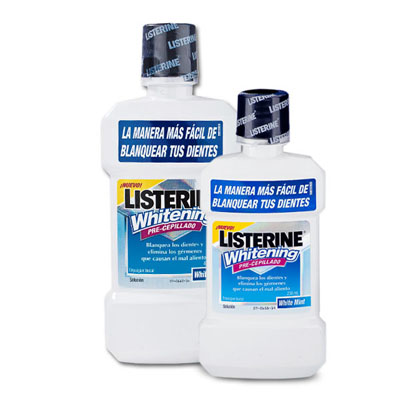 LISTERINE
LA MANERA MÁS FÁCIL DE
BLANQUEAR TUS DIENTES
¡NUEVO!
LISTERINE
Whitening
PRE-CEPILLADO
Blanquea los dientes y
elimina los gérmenes
que causan el mal aliento
White Mint
LISTERINE
LA MANERA MÁS FÁCIL DE
BLANQUEAR TUS DIENTES
¡NUEVO!
LISTERINE
Whitening
PRE-CEPILLADO
Blanquea los dientes y
elimina los gérmenes
que causan el mal aliento
White Mint